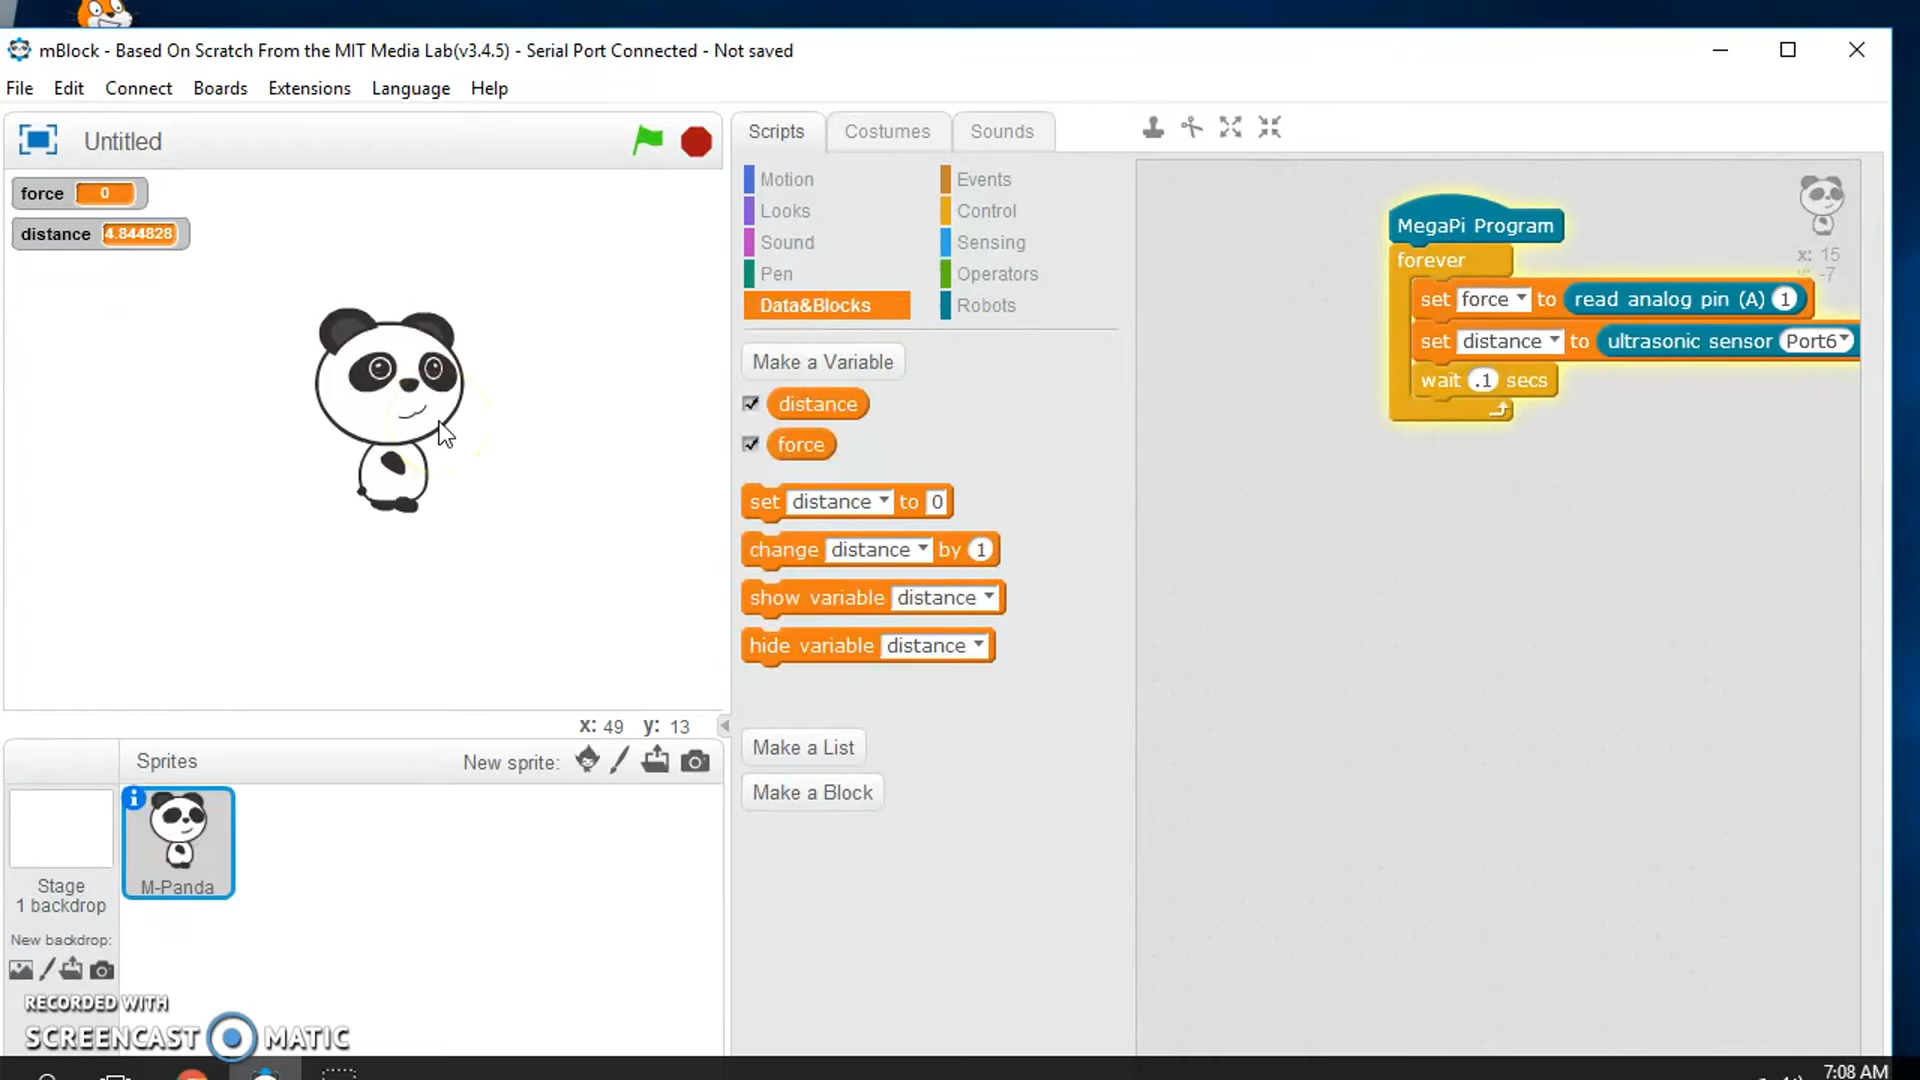 mBlock - Based On Scratch From the MIT Media Lab(v3.4.5) - Serial Port Connected - Not saved
File Edit Connect Boards Extensions Language Help
Untitled
force 0
distance 4.844828
x: 49 y: 13
Sprites New sprite:
M-Panda
Stage
1 backdrop
New backdrop:
Scripts Costumes Sounds
Motion Events
Looks Control
Sound Sensing
Pen Operators
Data&Blocks Robots
Make a Variable
distance
force
set distance to 0
change distance by 1
show variable distance
hide variable distance
Make a List
Make a Block
MegaPi Program
forever
set force to read analog pin (A) 1
set distance to ultrasonic sensor Port6
wait .1 secs
x: 15
y: -7
RECORDED WITH
SCREENCAST MATIC
7:08 AM